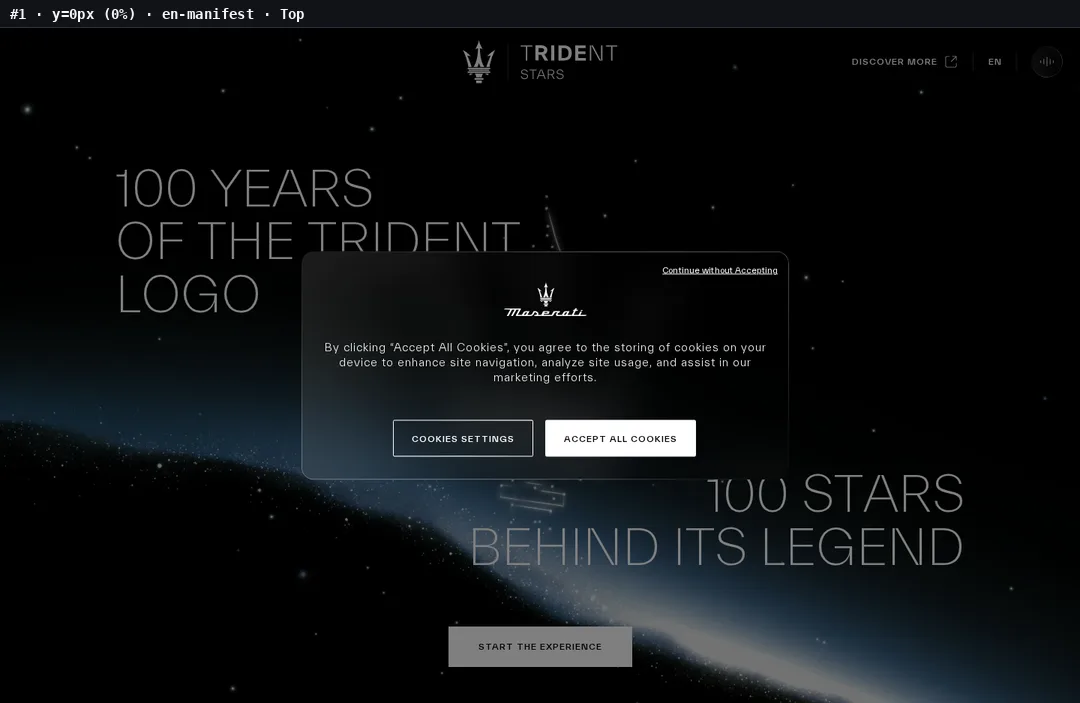 #1 · y=0px (0%) · en-manifest · Top
TRIDENT
STARS
DISCOVER MORE
EN
100 YEARS
OF THE TRIDENT
LOGO
Continue without Accepting
Maserati
By clicking “Accept All Cookies”, you agree to the storing of cookies on your
device to enhance site navigation, analyze site usage, and assist in our
marketing efforts.
COOKIES SETTINGS
ACCEPT ALL COOKIES
100 STARS
BEHIND ITS LEGEND
START THE EXPERIENCE